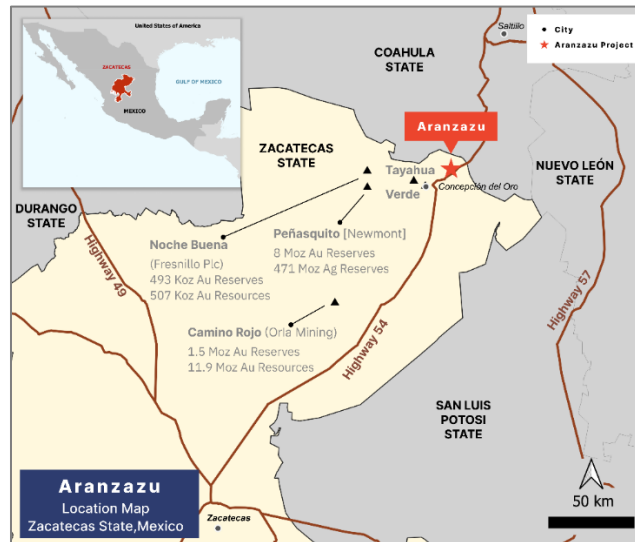 United States of America
ZACATECAS
GULF OF MEXICO
MEXICO
Saltillo
City
Aranzazu Project
COAHULA
STATE
Aranzazu
ZACATECAS
STATE
Tayahua
Verde
Concepción del Oro
NUEVO LEÓN
STATE
DURANGO
STATE
Highway 49
Noche Buena
(Fresnillo Plc)
493 Koz Au Reserves
507 Koz Au Resources
Peñasquito [Newmont]
8 Moz Au Reserves
471 Moz Ag Reserves
Highway 57
Camino Rojo (Oria Mining)
1.5 Moz Au Reserves
11.9 Moz Au Resources
Highway 54
SAN LUIS
POTOSI
STATE
Aranzazu
Location Map
Zacatecas State,Mexico
Zacatecas
50 km